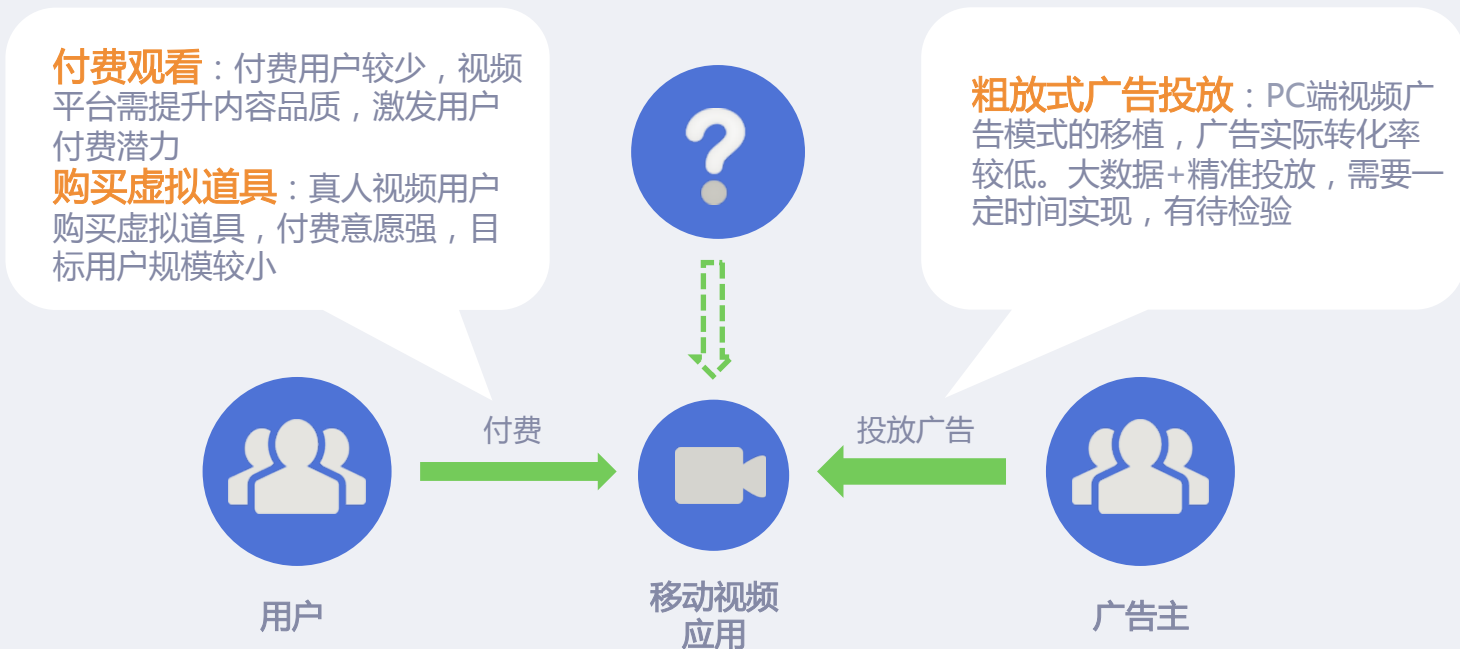 付费观看：付费用户较少，视频
平台需提升内容品质，激发用户
付费潜力
购买虚拟道具：真人视频用户
购买虚拟道具，付费意愿强，目
标用户规模较小
?
粗放式广告投放：PC端视频广
告模式的移植，广告实际转化率
较低。大数据+精准投放，需要一
定时间实现，有待检验
付费
投放广告
用户
移动视频
应用
广告主